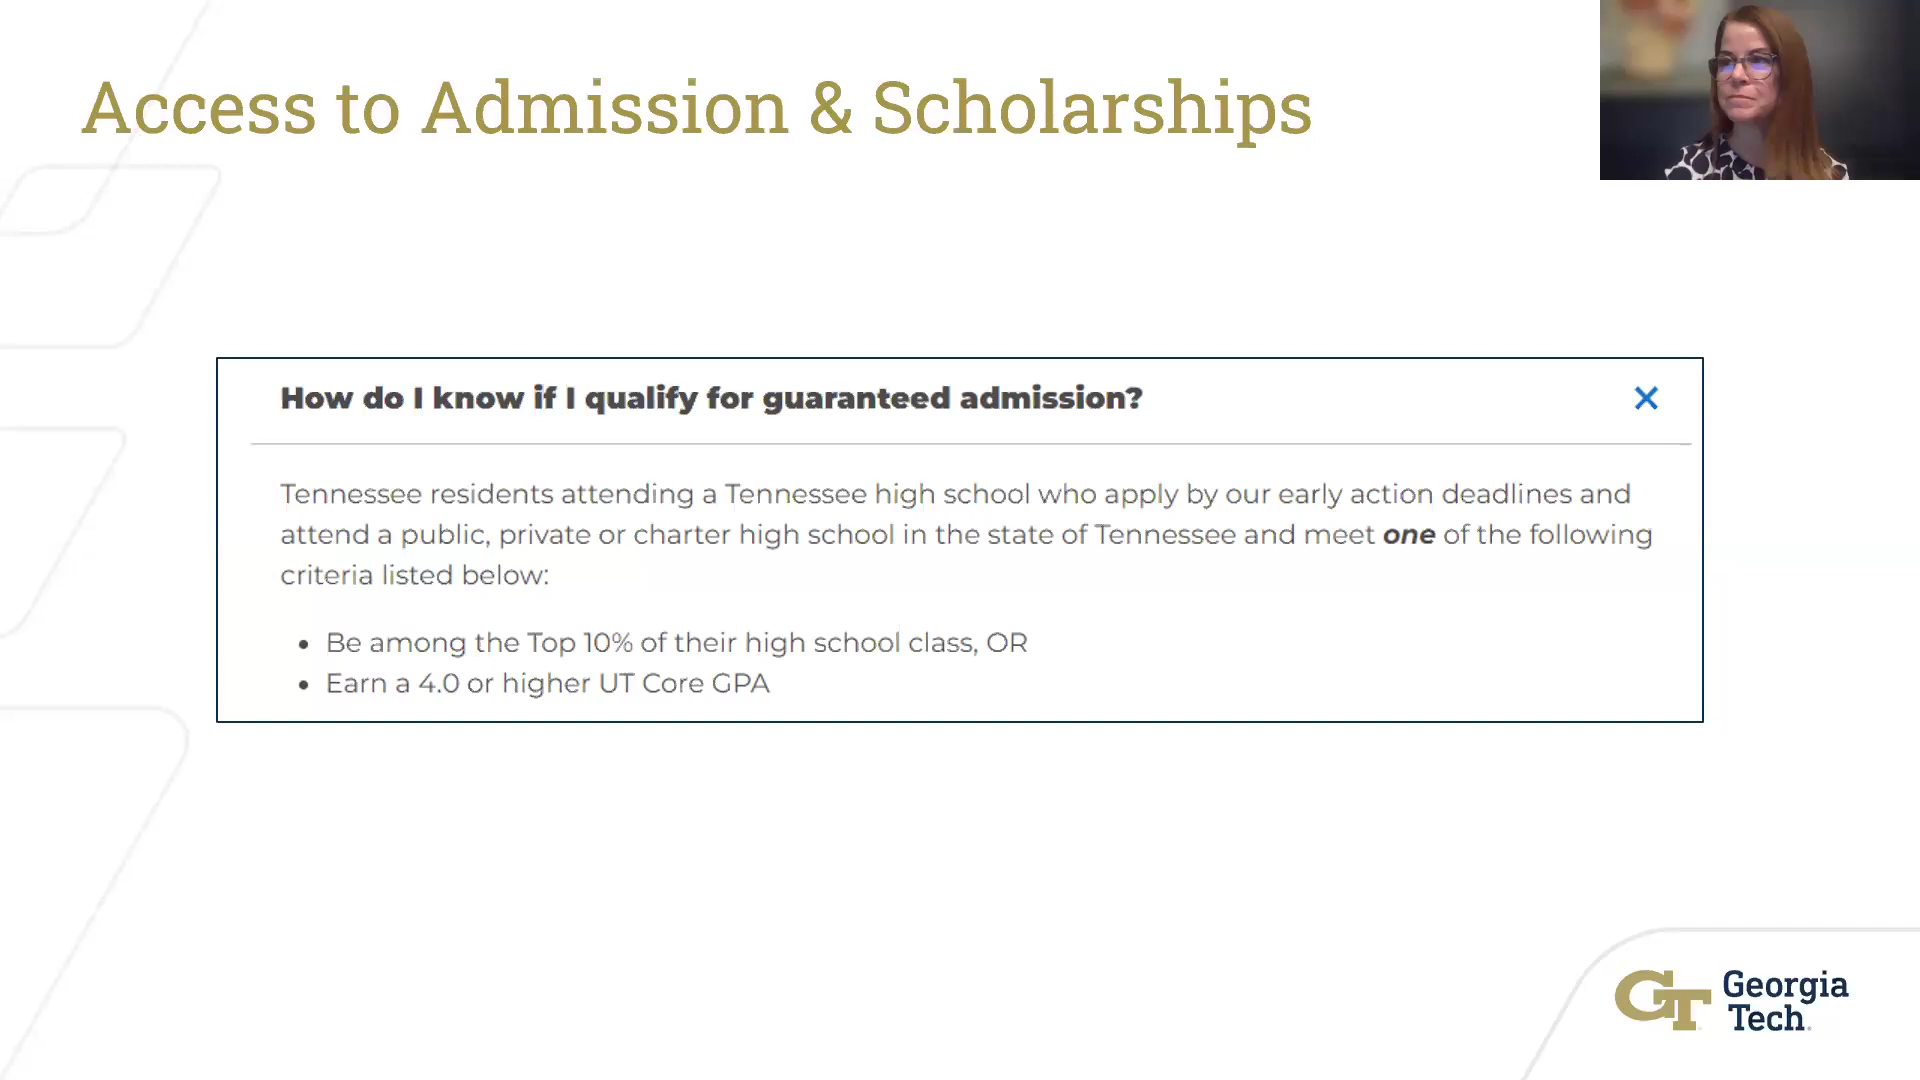 Access to Admission & Scholarships
How do I know if I qualify for guaranteed admission?
Tennessee residents attending a Tennessee high school who apply by our early action deadlines and
attend a public, private or charter high school in the state of Tennessee and meet one of the following
criteria listed below:
• Be among the Top 10% of their high school class, OR
• Earn a 4.0 or higher UT Core GPA
GT Georgia
Tech.